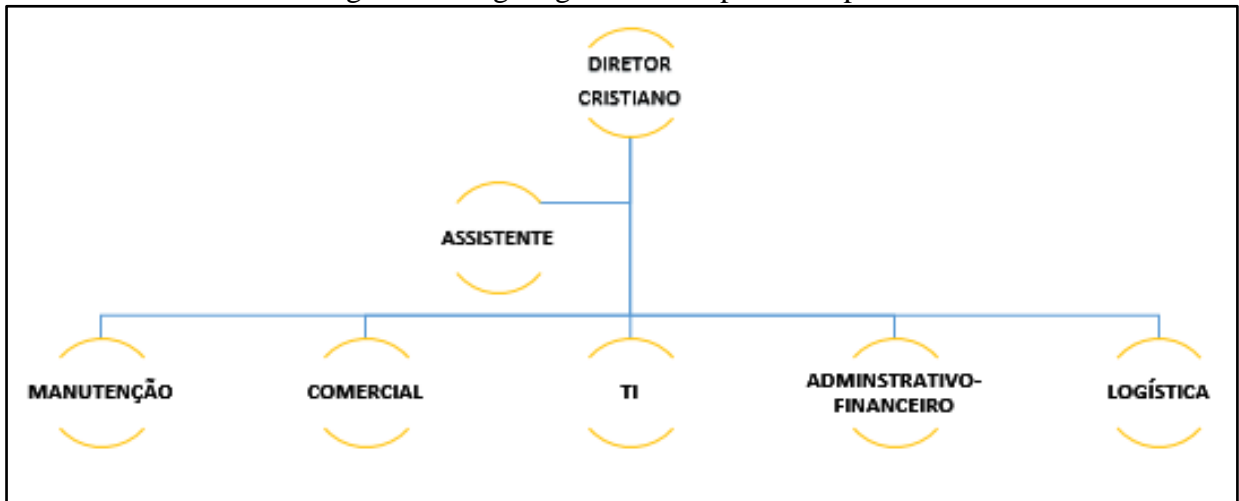 DIRETOR
CRISTIANO
ASSISTENTE
MANUTENÇÃO
COMERCIAL
TI
ADMINSTRATIVO-
FINANCEIRO
LOGÍSTICA